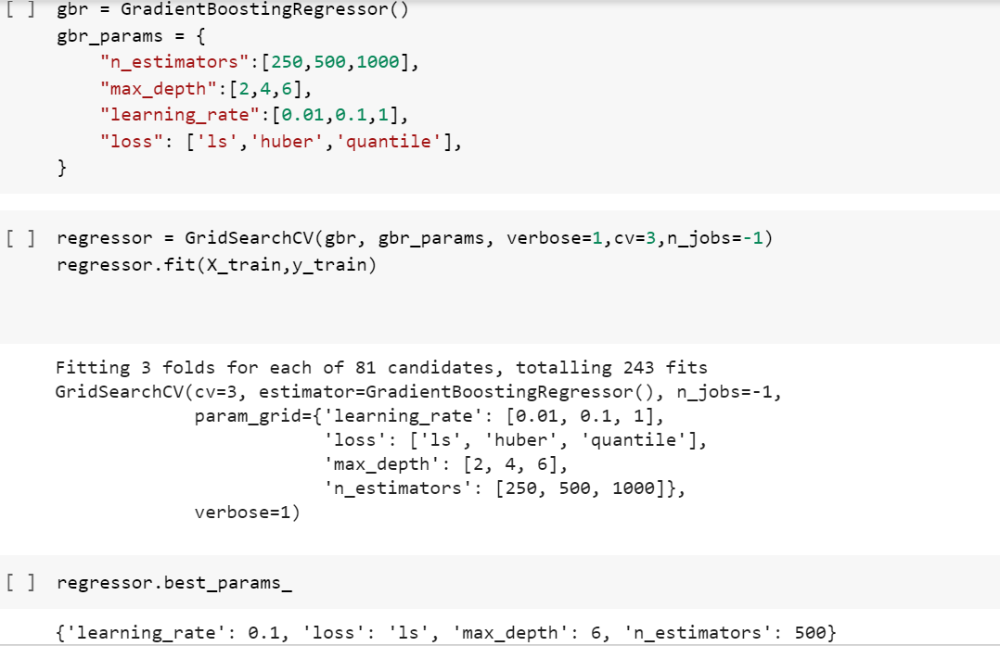 [ ] gbr = GradientBoostingRegressor()
gbr_params = {
"n_estimators":[250,500,1000],
"max_depth":[2,4,6],
"learning_rate":[0.01,0.1,1],
"loss": ['ls','huber','quantile'],
}
[ ] regressor = GridSearchCV(gbr, gbr_params, verbose=1,cv=3,n_jobs=-1)
regressor.fit(X_train,y_train)
Fitting 3 folds for each of 81 candidates, totalling 243 fits
GridSearchCV(cv=3, estimator=GradientBoostingRegressor(), n_jobs=-1,
param_grid={'learning_rate': [0.01, 0.1, 1],
'loss': ['ls', 'huber', 'quantile'],
'max_depth': [2, 4, 6],
'n_estimators': [250, 500, 1000]},
verbose=1)
[ ] regressor.best_params_
{'learning_rate': 0.1, 'loss': 'ls', 'max_depth': 6, 'n_estimators': 500}